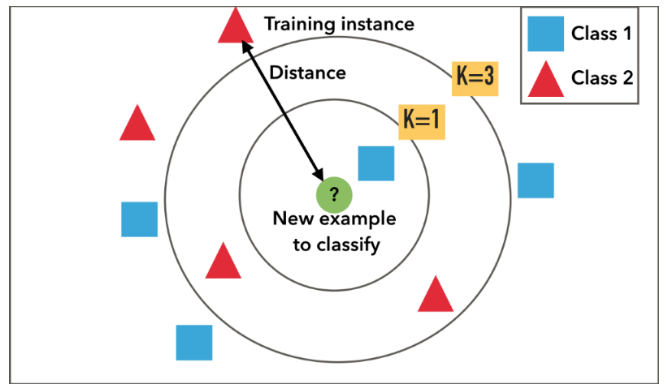 Training instance
Class 1
Distance
K=3
Class 2
K=1
?
New example
to classify